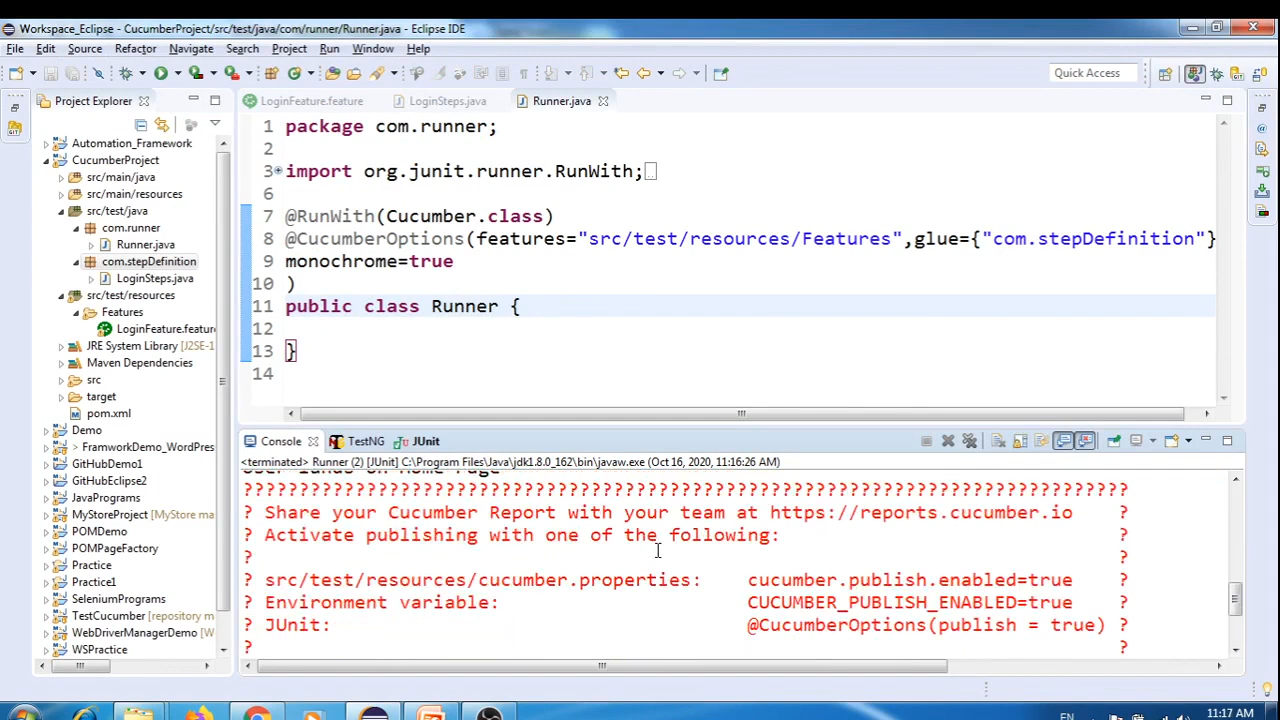 Workspace_Eclipse - CucumberProject/src/test/java/com/runner/Runner.java - Eclipse IDE
File Edit Source Refactor Navigate Search Project Run Window Help
Quick Access
Project Explorer
LoginFeature.feature
LoginSteps.java
Runner.java
Automation_Framework
CucumberProject
src/main/java
src/main/resources
src/test/java
com.runner
Runner.java
com.stepDefinition
LoginSteps.java
src/test/resources
Features
LoginFeature.feature
JRE System Library [J2SE-1
Maven Dependencies
src
target
pom.xml
Demo
> FramworkDemo_WordPres
GitHubDemo1
GitHubEclipse2
JavaPrograms
MyStoreProject [MyStore ma
POMDemo
POMPageFactory
Practice
Practice1
SeleniumPrograms
TestCucumber [repository m
WebDriverManagerDemo [W
WSPractice
1 package com.runner;
2
3 import org.junit.runner.RunWith;
6
7 @RunWith(Cucumber.class)
8 @CucumberOptions(features="src/test/resources/Features",glue={"com.stepDefinition"}
9 monochrome=true
10 )
11 public class Runner {
12
13 }
14
Console TestNG JUnit
<terminated> Runner (2) [JUnit] C:\Program Files\Java\jdk1.8.0_162\bin\javaw.exe (Oct 16, 2020, 11:16:26 AM)
User lands on Home Page
??????????????????????????????????????????????????????????????????????????????
? Share your Cucumber Report with your team at https://reports.cucumber.io ?
? Activate publishing with one of the following: ?
? ?
? src/test/resources/cucumber.properties: cucumber.publish.enabled=true ?
? Environment variable: CUCUMBER_PUBLISH_ENABLED=true ?
? JUnit: @CucumberOptions(publish = true) ?
? ?
EN
11:17 AM